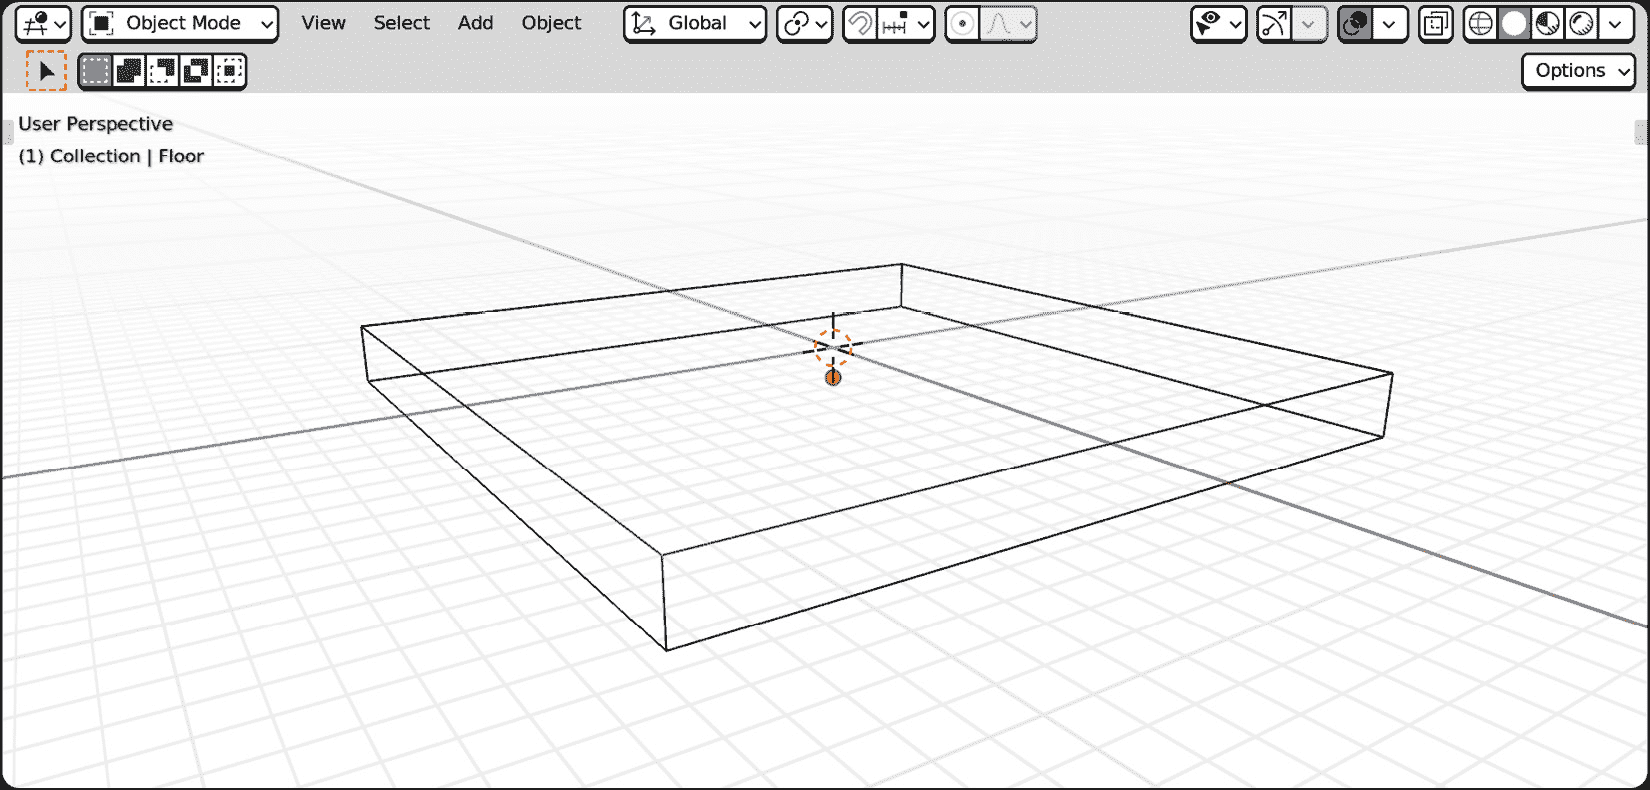 Object Mode View Select Add Object Global
Options
User Perspective
(1) Collection | Floor